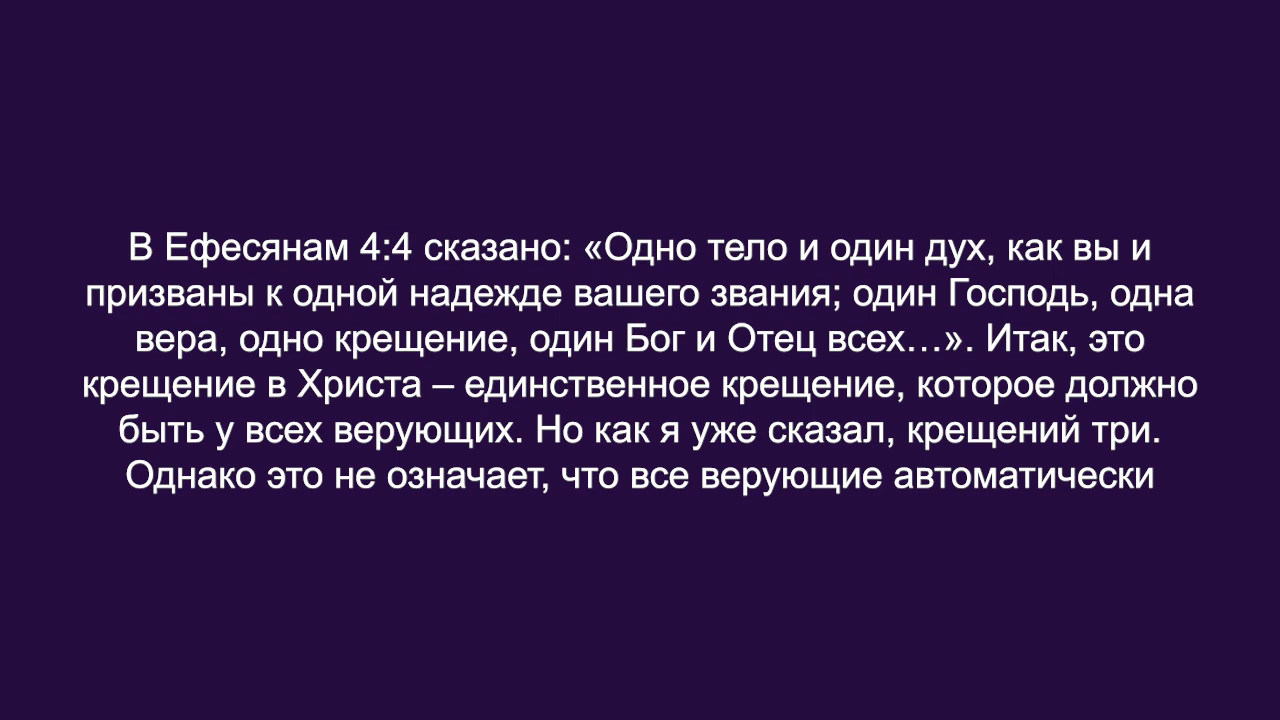 В Ефесянам 4:4 сказано: «Одно тело и один дух, как вы и
призваны к одной надежде вашего звания; один Господь, одна
вера, одно крещение, один Бог и Отец всех…». Итак, это
крещение в Христа – единственное крещение, которое должно
быть у всех верующих. Но как я уже сказал, крещений три.
Однако это не означает, что все верующие автоматически